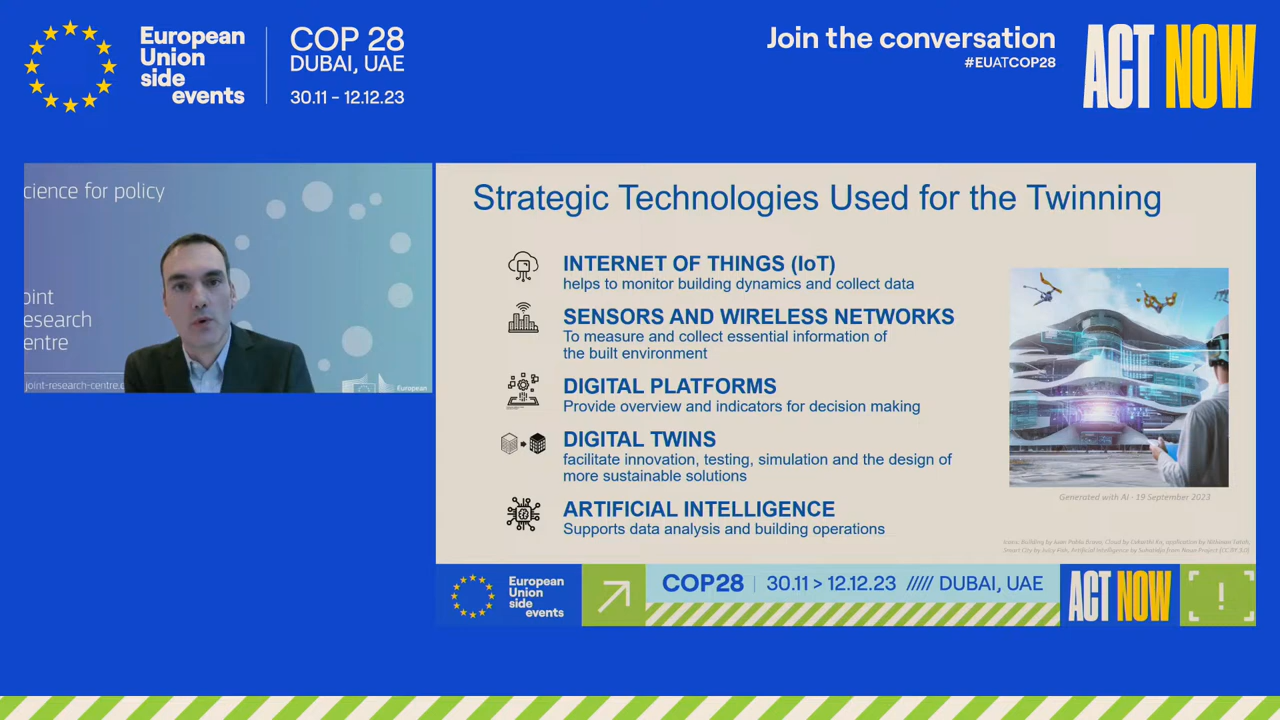 European
Union
side
events
COP 28
DUBAI, UAE
30.11 – 12.12.23
Join the conversation
#EUATCOP28
ACT NOW
cience for policy
oint
esearch
entre
joint-research-centre.e
European
Strategic Technologies Used for the Twinning
INTERNET OF THINGS (IoT)
helps to monitor building dynamics and collect data
SENSORS AND WIRELESS NETWORKS
To measure and collect essential information of
the built environment
DIGITAL PLATFORMS
Provide overview and indicators for decision making
DIGITAL TWINS
facilitate innovation, testing, simulation and the design of
more sustainable solutions
ARTIFICIAL INTELLIGENCE
Supports data analysis and building operations
Generated with Ai - 19 September 2023
European
Union
side
events
COP28 | 30.11 > 12.12.23 ///// DUBAI, UAE
ACT NOW
!